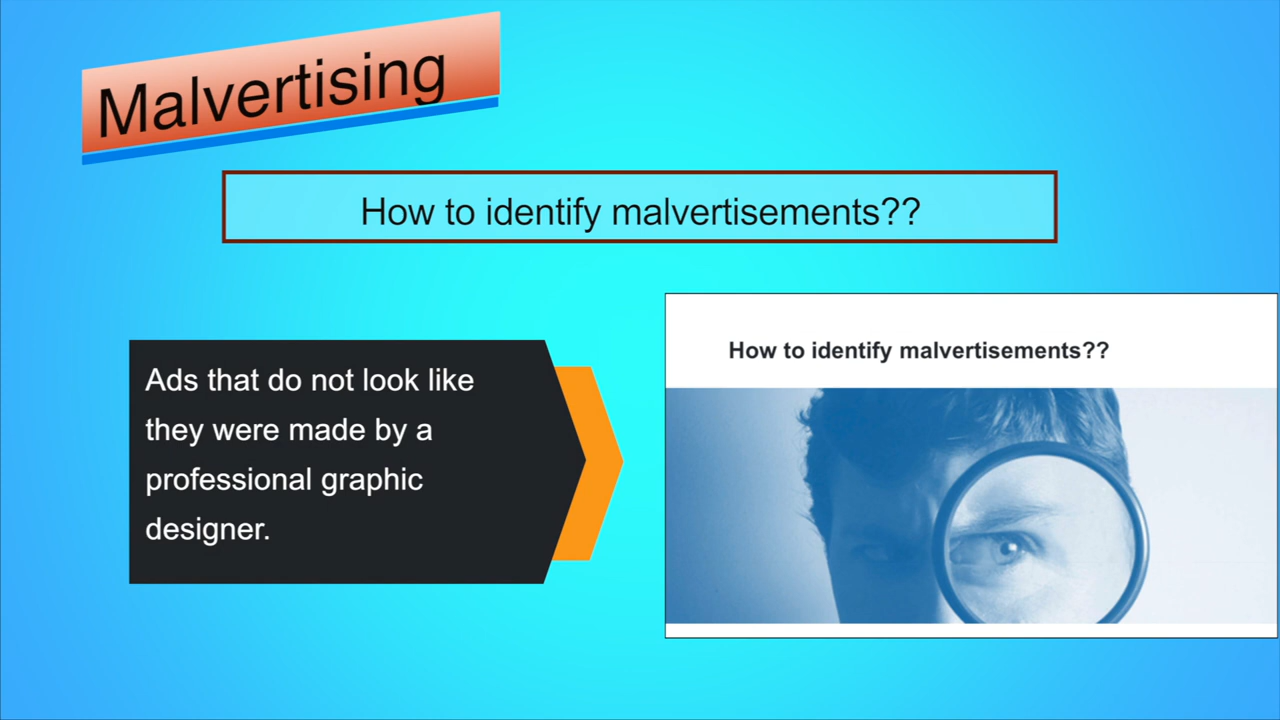 Malvertising
How to identify malvertisements??
Ads that do not look like
they were made by a
professional graphic
designer.
How to identify malvertisements??